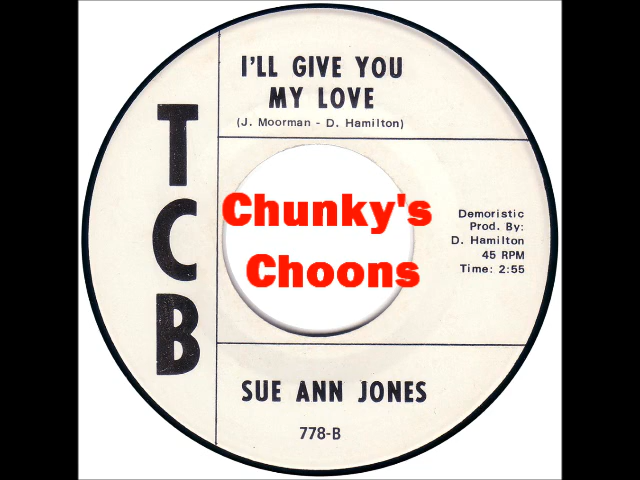 I'LL GIVE YOU
MY LOVE
(J. Moorman - D. Hamilton)
TCB
Chunky's
Choons
Demoristic
Prod. By:
D. Hamilton
45 RPM
Time: 2:55
SUE ANN JONES
778-B